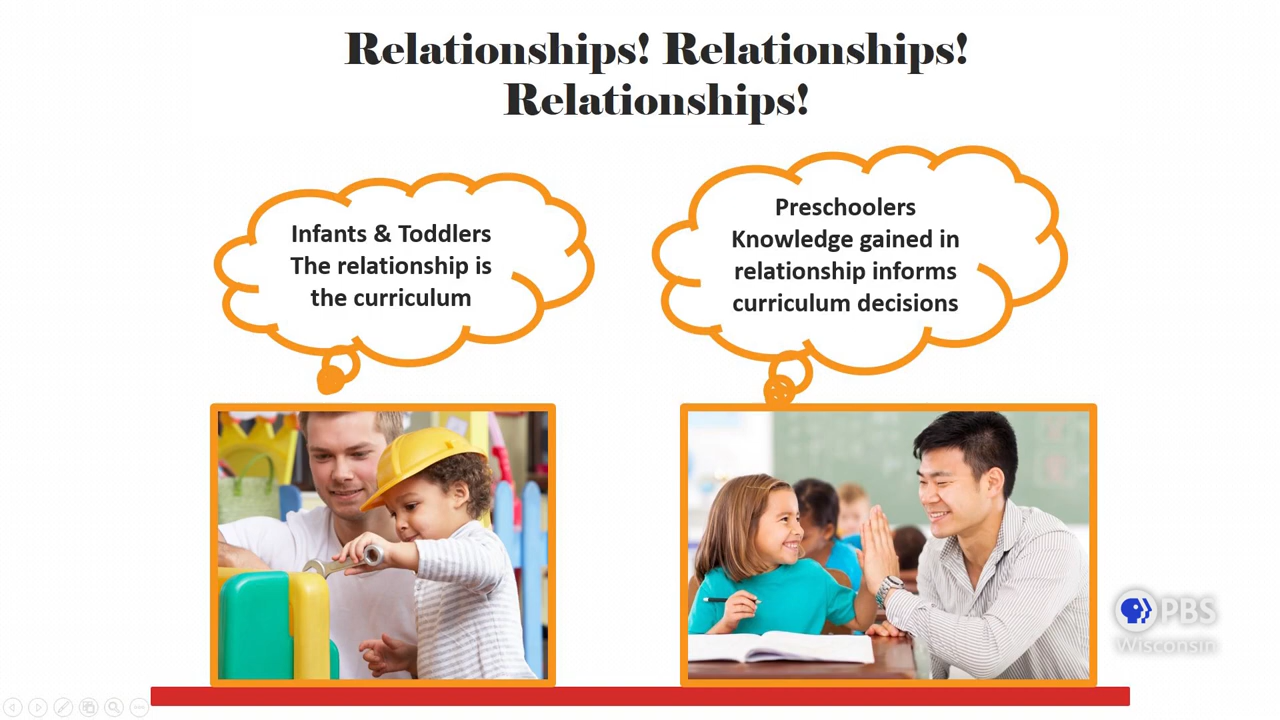 Relationships! Relationships!
Relationships!
Infants & Toddlers
The relationship is
the curriculum
Preschoolers
Knowledge gained in
relationship informs
curriculum decisions
PBS
Wisconsin